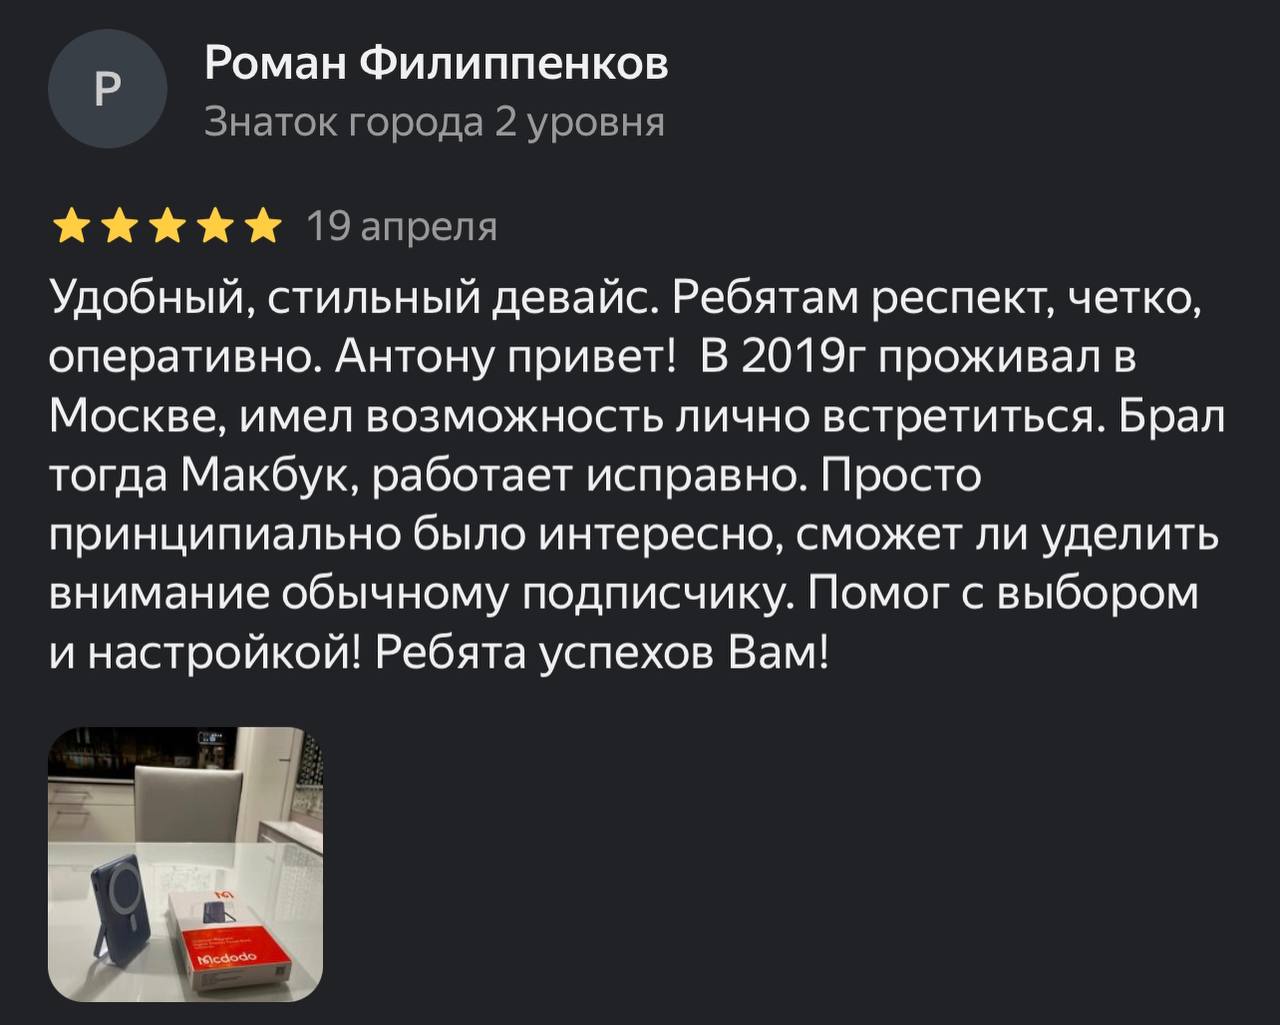 Р
Роман Филиппенков
Знаток города 2 уровня
19 апреля
Удобный, стильный девайс. Ребятам респект, четко,
оперативно. Антону привет!  В 2019г проживал в
Москве, имел возможность лично встретиться. Брал
тогда Макбук, работает исправно. Просто
принципиально было интересно, сможет ли уделить
внимание обычному подписчику. Помог с выбором
и настройкой! Ребята успехов Вам!
Mcdodo